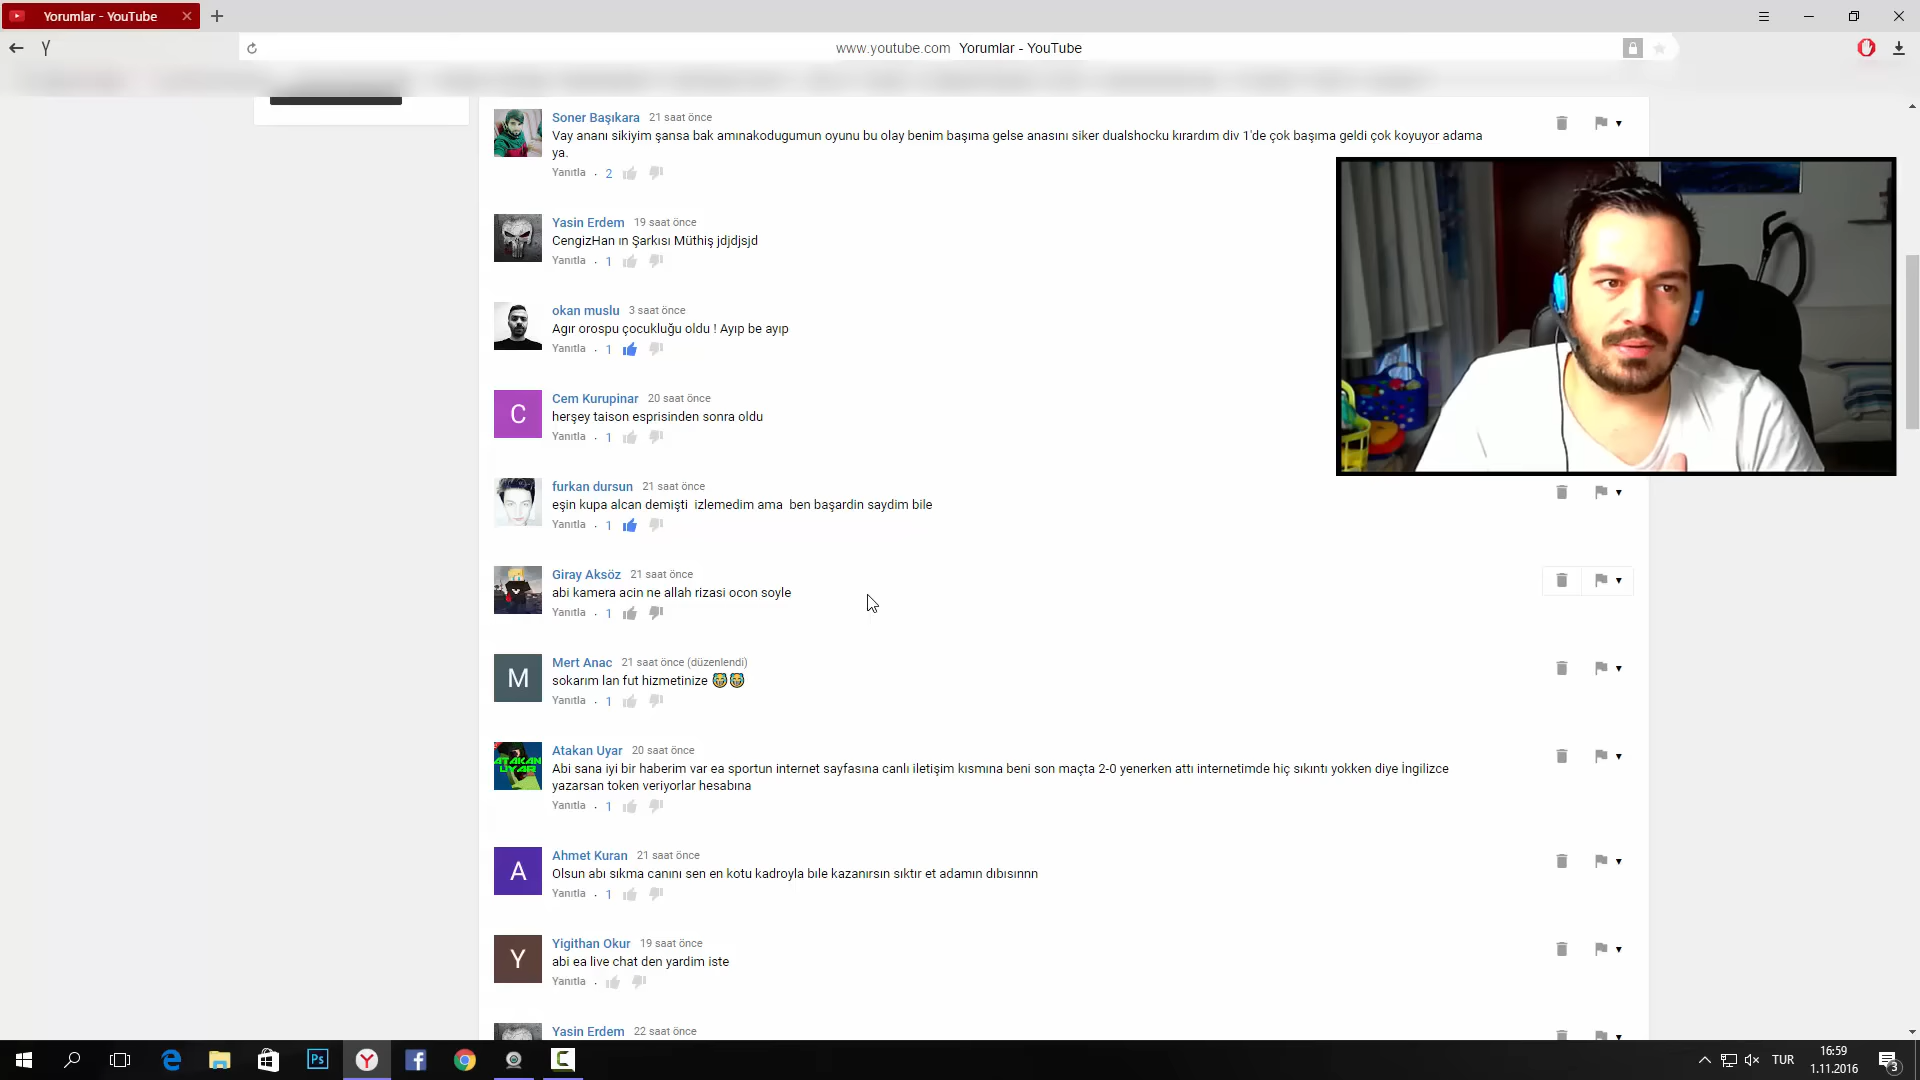 Yorumlar - YouTube
www.youtube.com Yorumlar - YouTube
Soner Başıkara 21 saat önce
Vay ananı sikiyim şansa bak amınakodugumun oyunu bu olay benim başıma gelse anasını siker dualshocku kırardım div 1'de çok başıma geldi çok koyuyor adama
ya.
Yanıtla · 2
Yasin Erdem 19 saat önce
CengizHan ın Şarkısı Müthiş jdjdjsjd
Yanıtla · 1
okan muslu 3 saat önce
Agır orospu çocukluğu oldu ! Ayıp be ayıp
Yanıtla · 1
Cem Kurupinar 20 saat önce
C
herşey taison esprisinden sonra oldu
Yanıtla · 1
furkan dursun 21 saat önce
eşin kupa alcan demişti izlemedim ama ben başardin saydim bile
Yanıtla · 1
Giray Aksöz 21 saat önce
abi kamera acin ne allah rizasi ocon soyle
Yanıtla · 1
Mert Anac 21 saat önce (düzenlendi)
M
sokarım lan fut hizmetinize 😂😂
Yanıtla · 1
Atakan Uyar 20 saat önce
ATAKAN
UYAR
Abi sana iyi bir haberim var ea sportun internet sayfasına canlı iletişim kısmına beni son maçta 2-0 yenerken attı internetimde hiç sıkıntı yokken diye İngilizce
yazarsan token veriyorlar hesabına
Yanıtla · 1
Ahmet Kuran 21 saat önce
A
Olsun abı sıkma canını sen en kotu kadroyla bıle kazanırsın sıktır et adamın dıbısınnn
Yanıtla · 1
Yigithan Okur 19 saat önce
Y
abi ea live chat den yardim iste
Yanıtla ·
Yasin Erdem 22 saat önce
Ps
TUR
16:59
1.11.2016
3